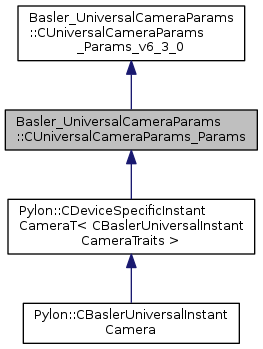 Basler_UniversalCameraParams
::CUniversalCameraParams
_Params_v6_3_0
Basler_UniversalCameraParams
::CUniversalCameraParams_Params
Pylon::CDeviceSpecificInstant
CameraT< CBaslerUniversalInstant
CameraTraits >
Pylon::CBaslerUniversalInstant
Camera